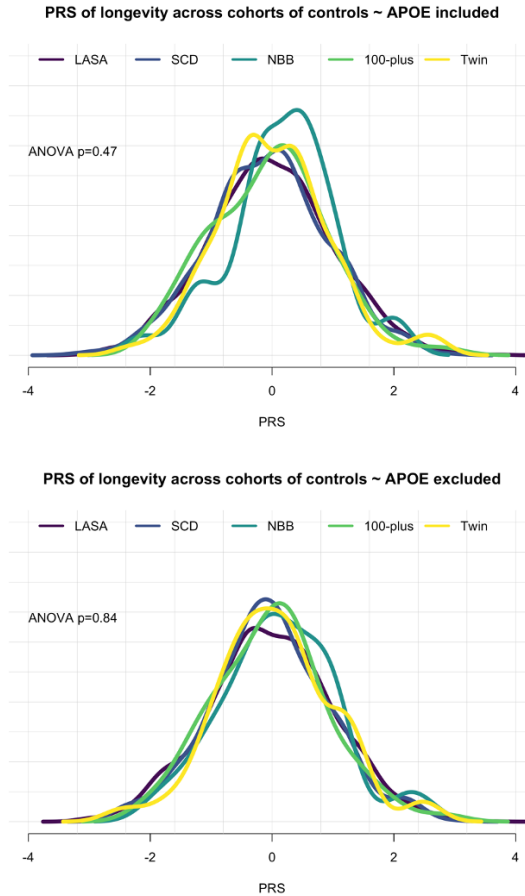 PRS of longevity across cohorts of controls ~ APOE included
LASA SCD NBB 100-plus Twin
ANOVA p=0.47
-4 -2 0 2 4
PRS
PRS of longevity across cohorts of controls ~ APOE excluded
LASA SCD NBB 100-plus Twin
ANOVA p=0.84
-4 -2 0 2 4
PRS